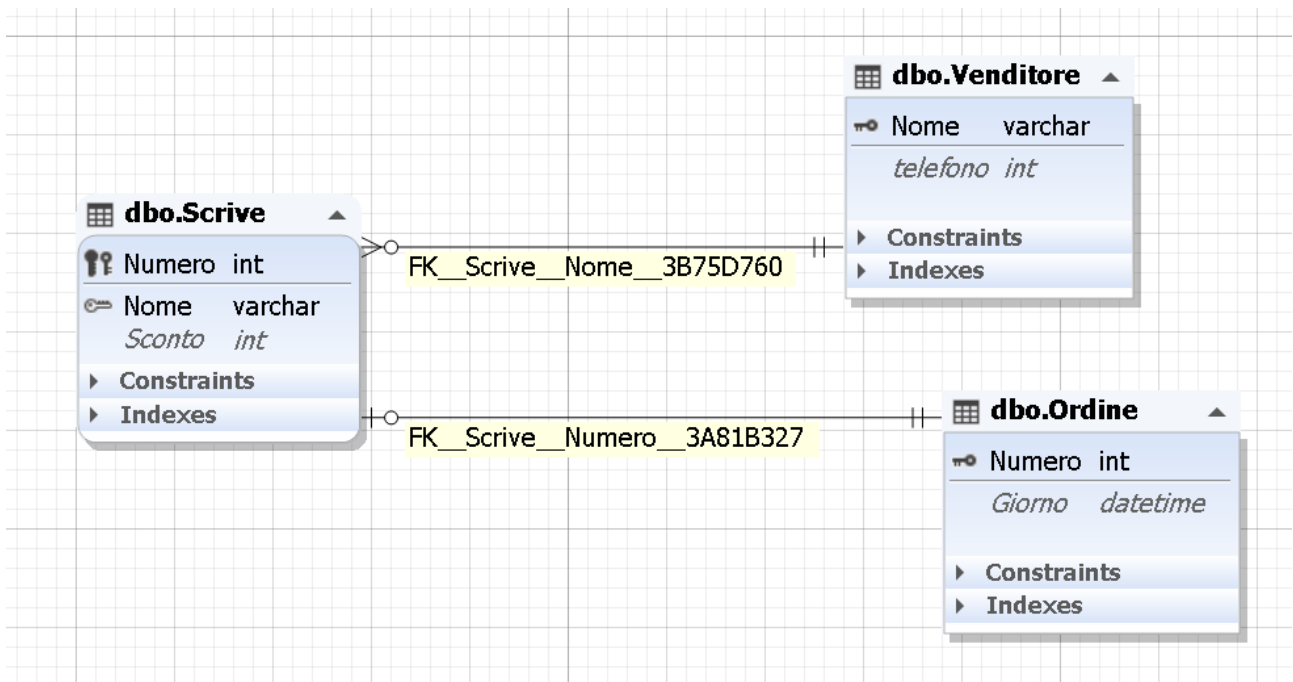 dbo.Venditore
Nome varchar
telefono int
Constraints
Indexes
dbo.Scrive
Numero int
Nome varchar
Sconto int
Constraints
Indexes
FK__Scrive__Nome__3B75D760
FK__Scrive__Numero__3A81B327
dbo.Ordine
Numero int
Giorno datetime
Constraints
Indexes